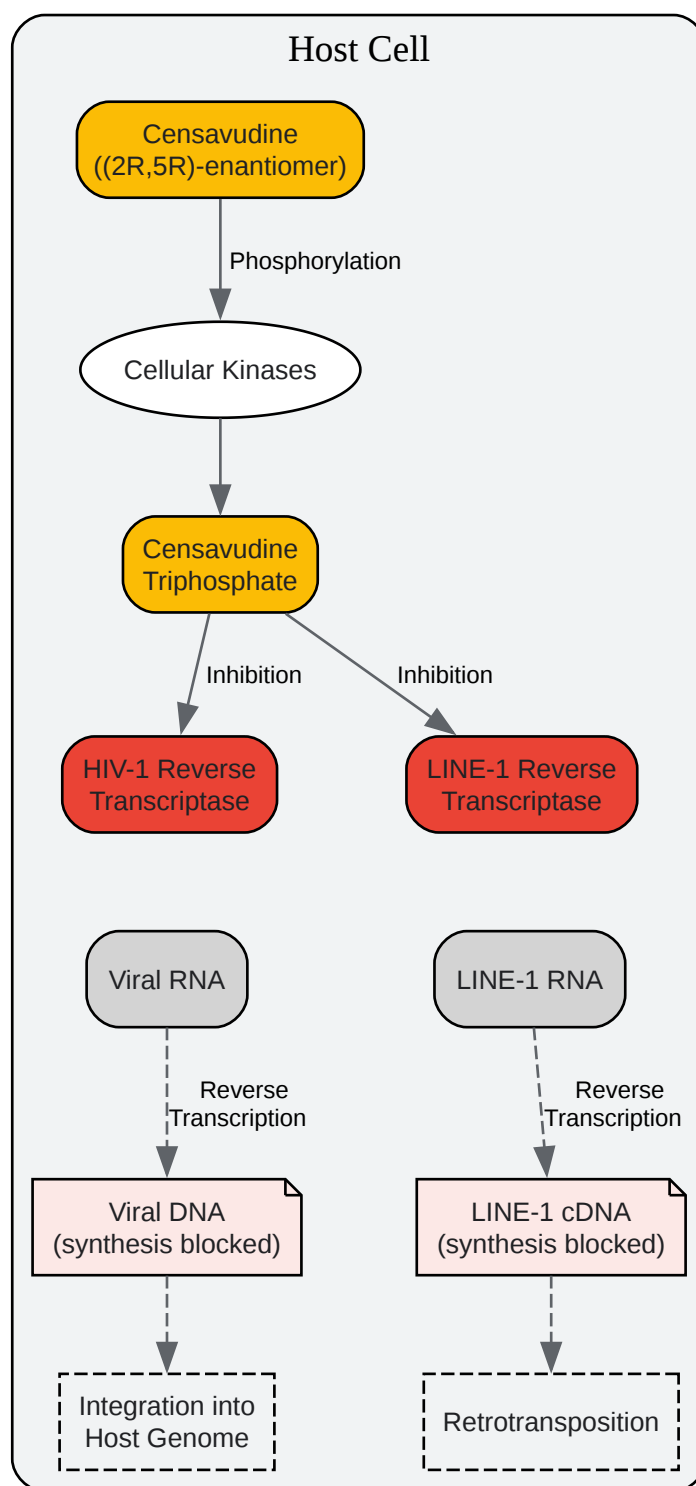 Host Cell
Censavudine
((2R,5R)-enantiomer)
Phosphorylation
Cellular Kinases
Censavudine
Triphosphate
Inhibition
Inhibition
HIV-1 Reverse
Transcriptase
LINE-1 Reverse
Transcriptase
Viral RNA
LINE-1 RNA
Reverse
Transcription
Reverse
Transcription
Viral DNA
(synthesis blocked)
LINE-1 cDNA
(synthesis blocked)
Integration into
Host Genome
Retrotransposition